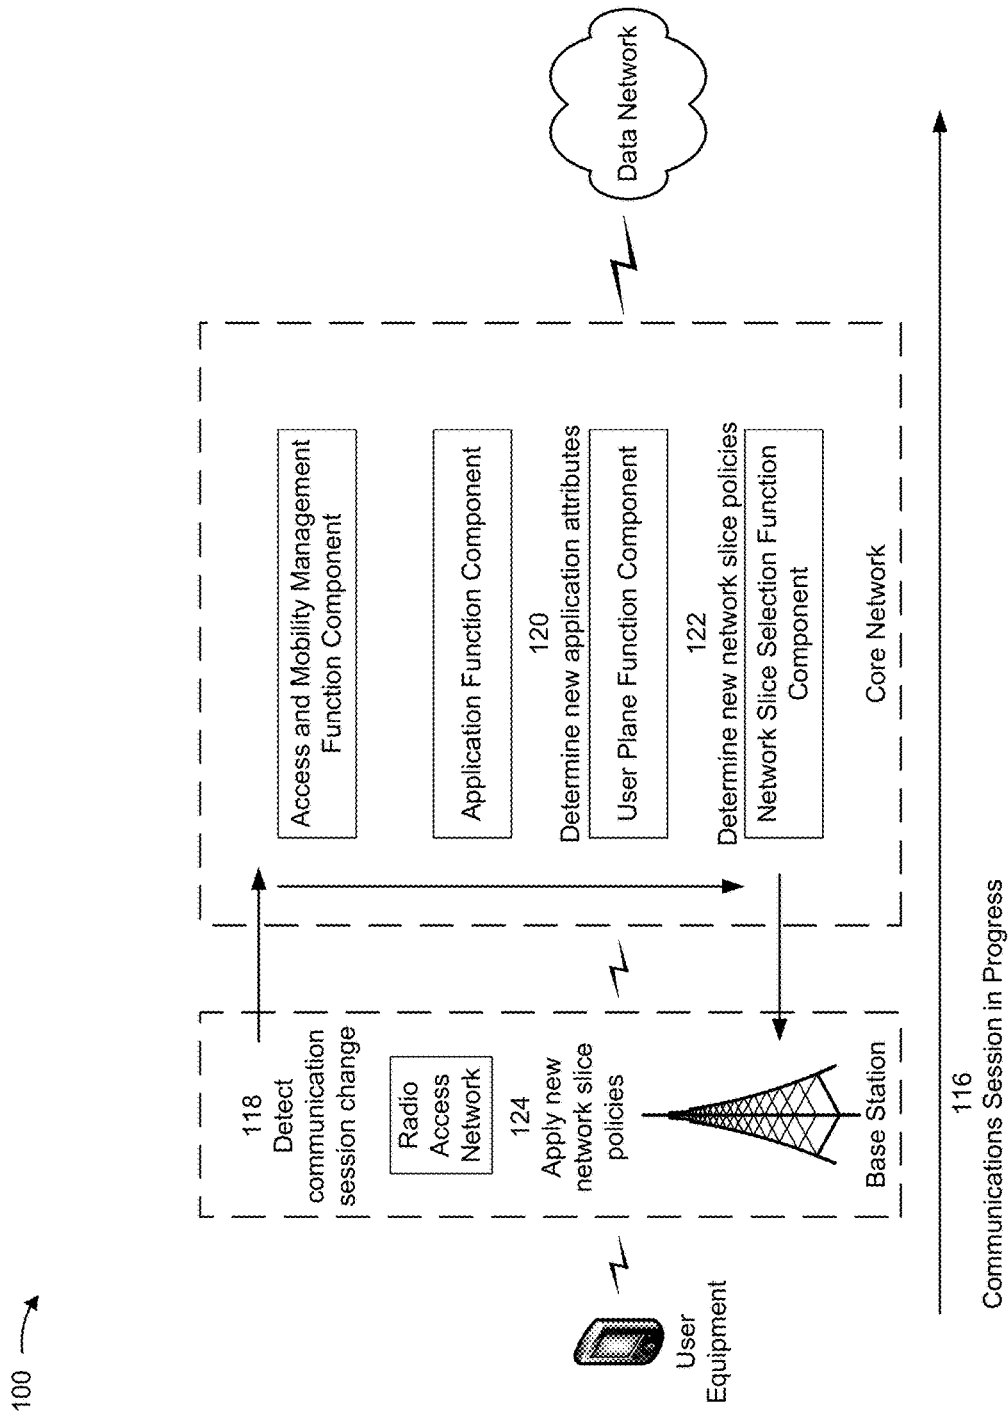 100
118
Detect
communication
session change
Radio
Access
Network
124
Apply new
network slice
policies
Base Station
User
Equipment
Access and Mobility Management
Function Component
Application Function Component
120
Determine new application attributes
User Plane Function Component
122
Determine new network slice policies
Network Slice Selection Function
Component
Core Network
Data Network
116
Communications Session in Progress